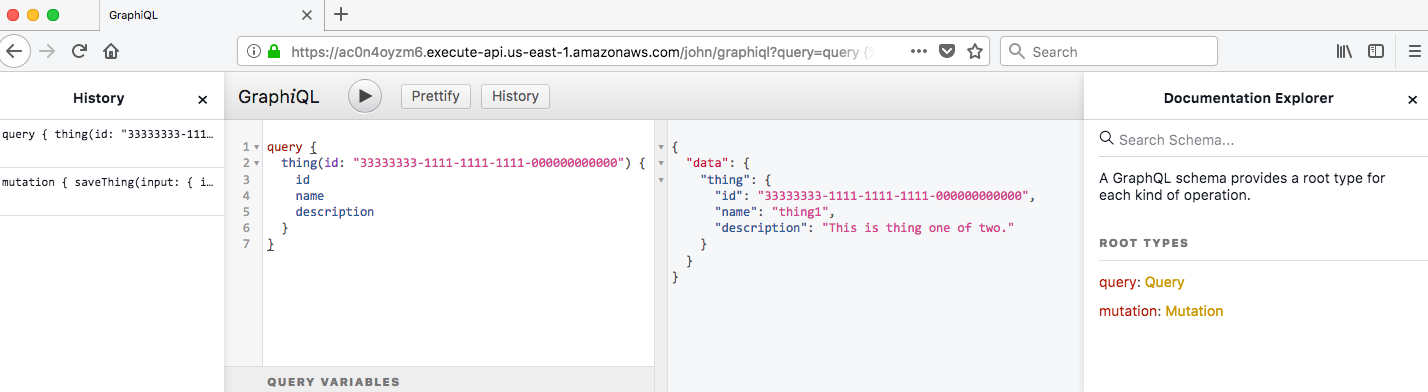 GraphiQL
https://ac0n4oyzm6.execute-api.us-east-1.amazonaws.com/john/graphiql?query=query {
Search
History
query { thing(id: "33333333-111…
mutation { saveThing(input: { i…
GraphiQL
Prettify
History
1 query {
2 thing(id: "33333333-1111-1111-1111-000000000000") {
3 id
4 name
5 description
6 }
7 }
QUERY VARIABLES
{
"data": {
"thing": {
"id": "33333333-1111-1111-1111-000000000000",
"name": "thing1",
"description": "This is thing one of two."
}
}
}
Documentation Explorer
Search Schema...
A GraphQL schema provides a root type for
each kind of operation.
ROOT TYPES
query: Query
mutation: Mutation